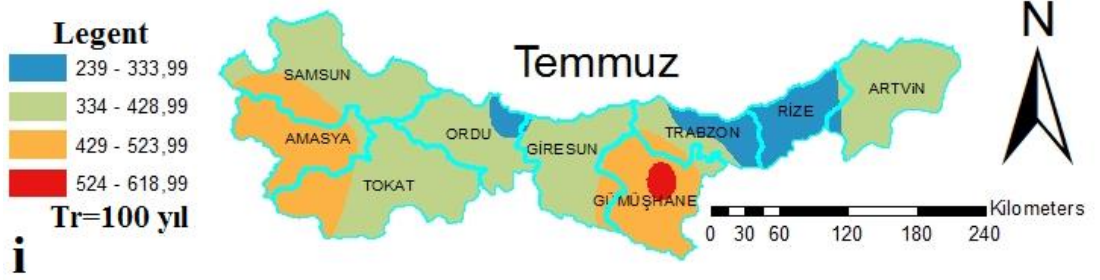 Legent
239 - 333,99
334 - 428,99
429 - 523,99
524 - 618,99
Tr=100 yıl
i
Temmuz
SAMSUN
AMASYA
TOKAT
ORDU
GİRESUN
GÜMÜŞHANE
TRABZON
RİZE
ARTVİN
N
Kilometers
0 30 60 120 180 240